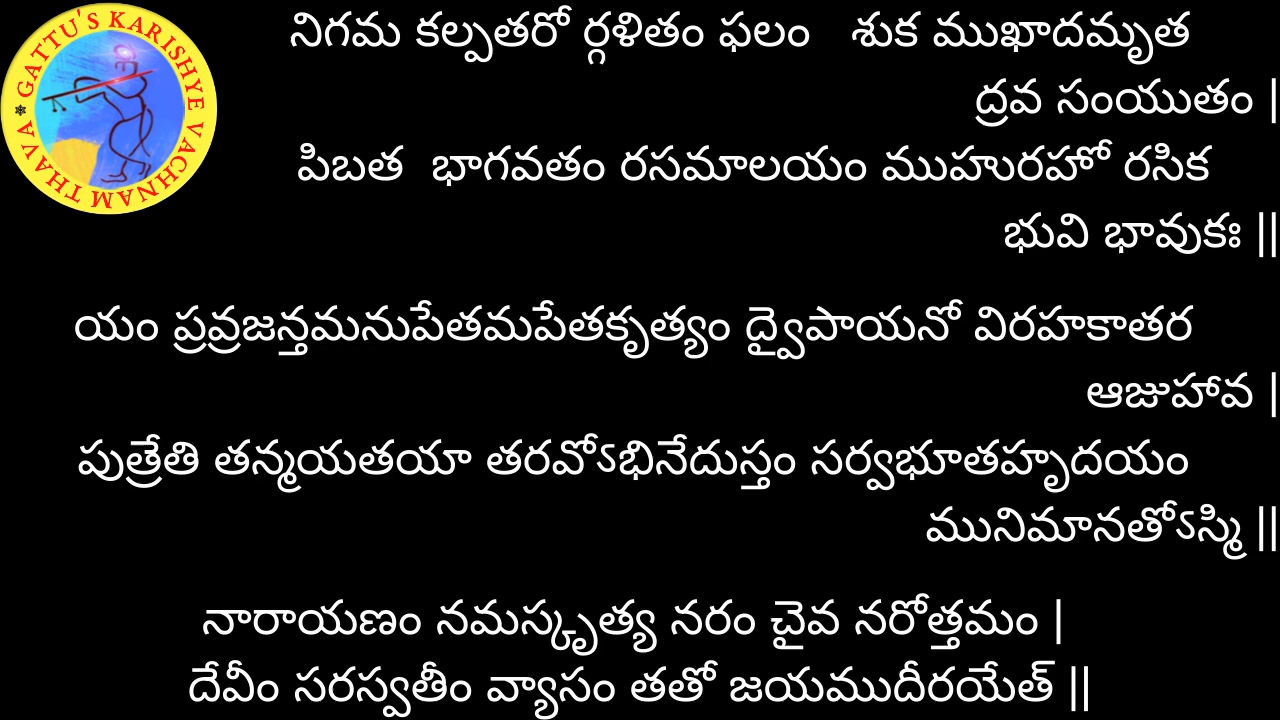 GATTU'S KARISHYE VACHNAM THAVA
నిగమ కల్పతరో ర్గళితం ఫలం శుక ముఖాదమృత
ద్రవ సంయుతం |
పిబత భాగవతం రసమాలయం ముహురహో రసిక
భువి భావుకః ||
యం ప్రవ్రజన్తమనుపేతమపేతకృత్యం ద్వైపాయనో విరహకాతర
ఆజుహావ |
పుత్రేతి తన్మయతయా తరవోఽభినేదుస్తం సర్వభూతహృదయం
మునిమానతోఽస్మి ||
నారాయణం నమస్కృత్య నరం చైవ నరోత్తమం |
దేవీం సరస్వతీం వ్యాసం తతో జయముదీరయేత్ ||